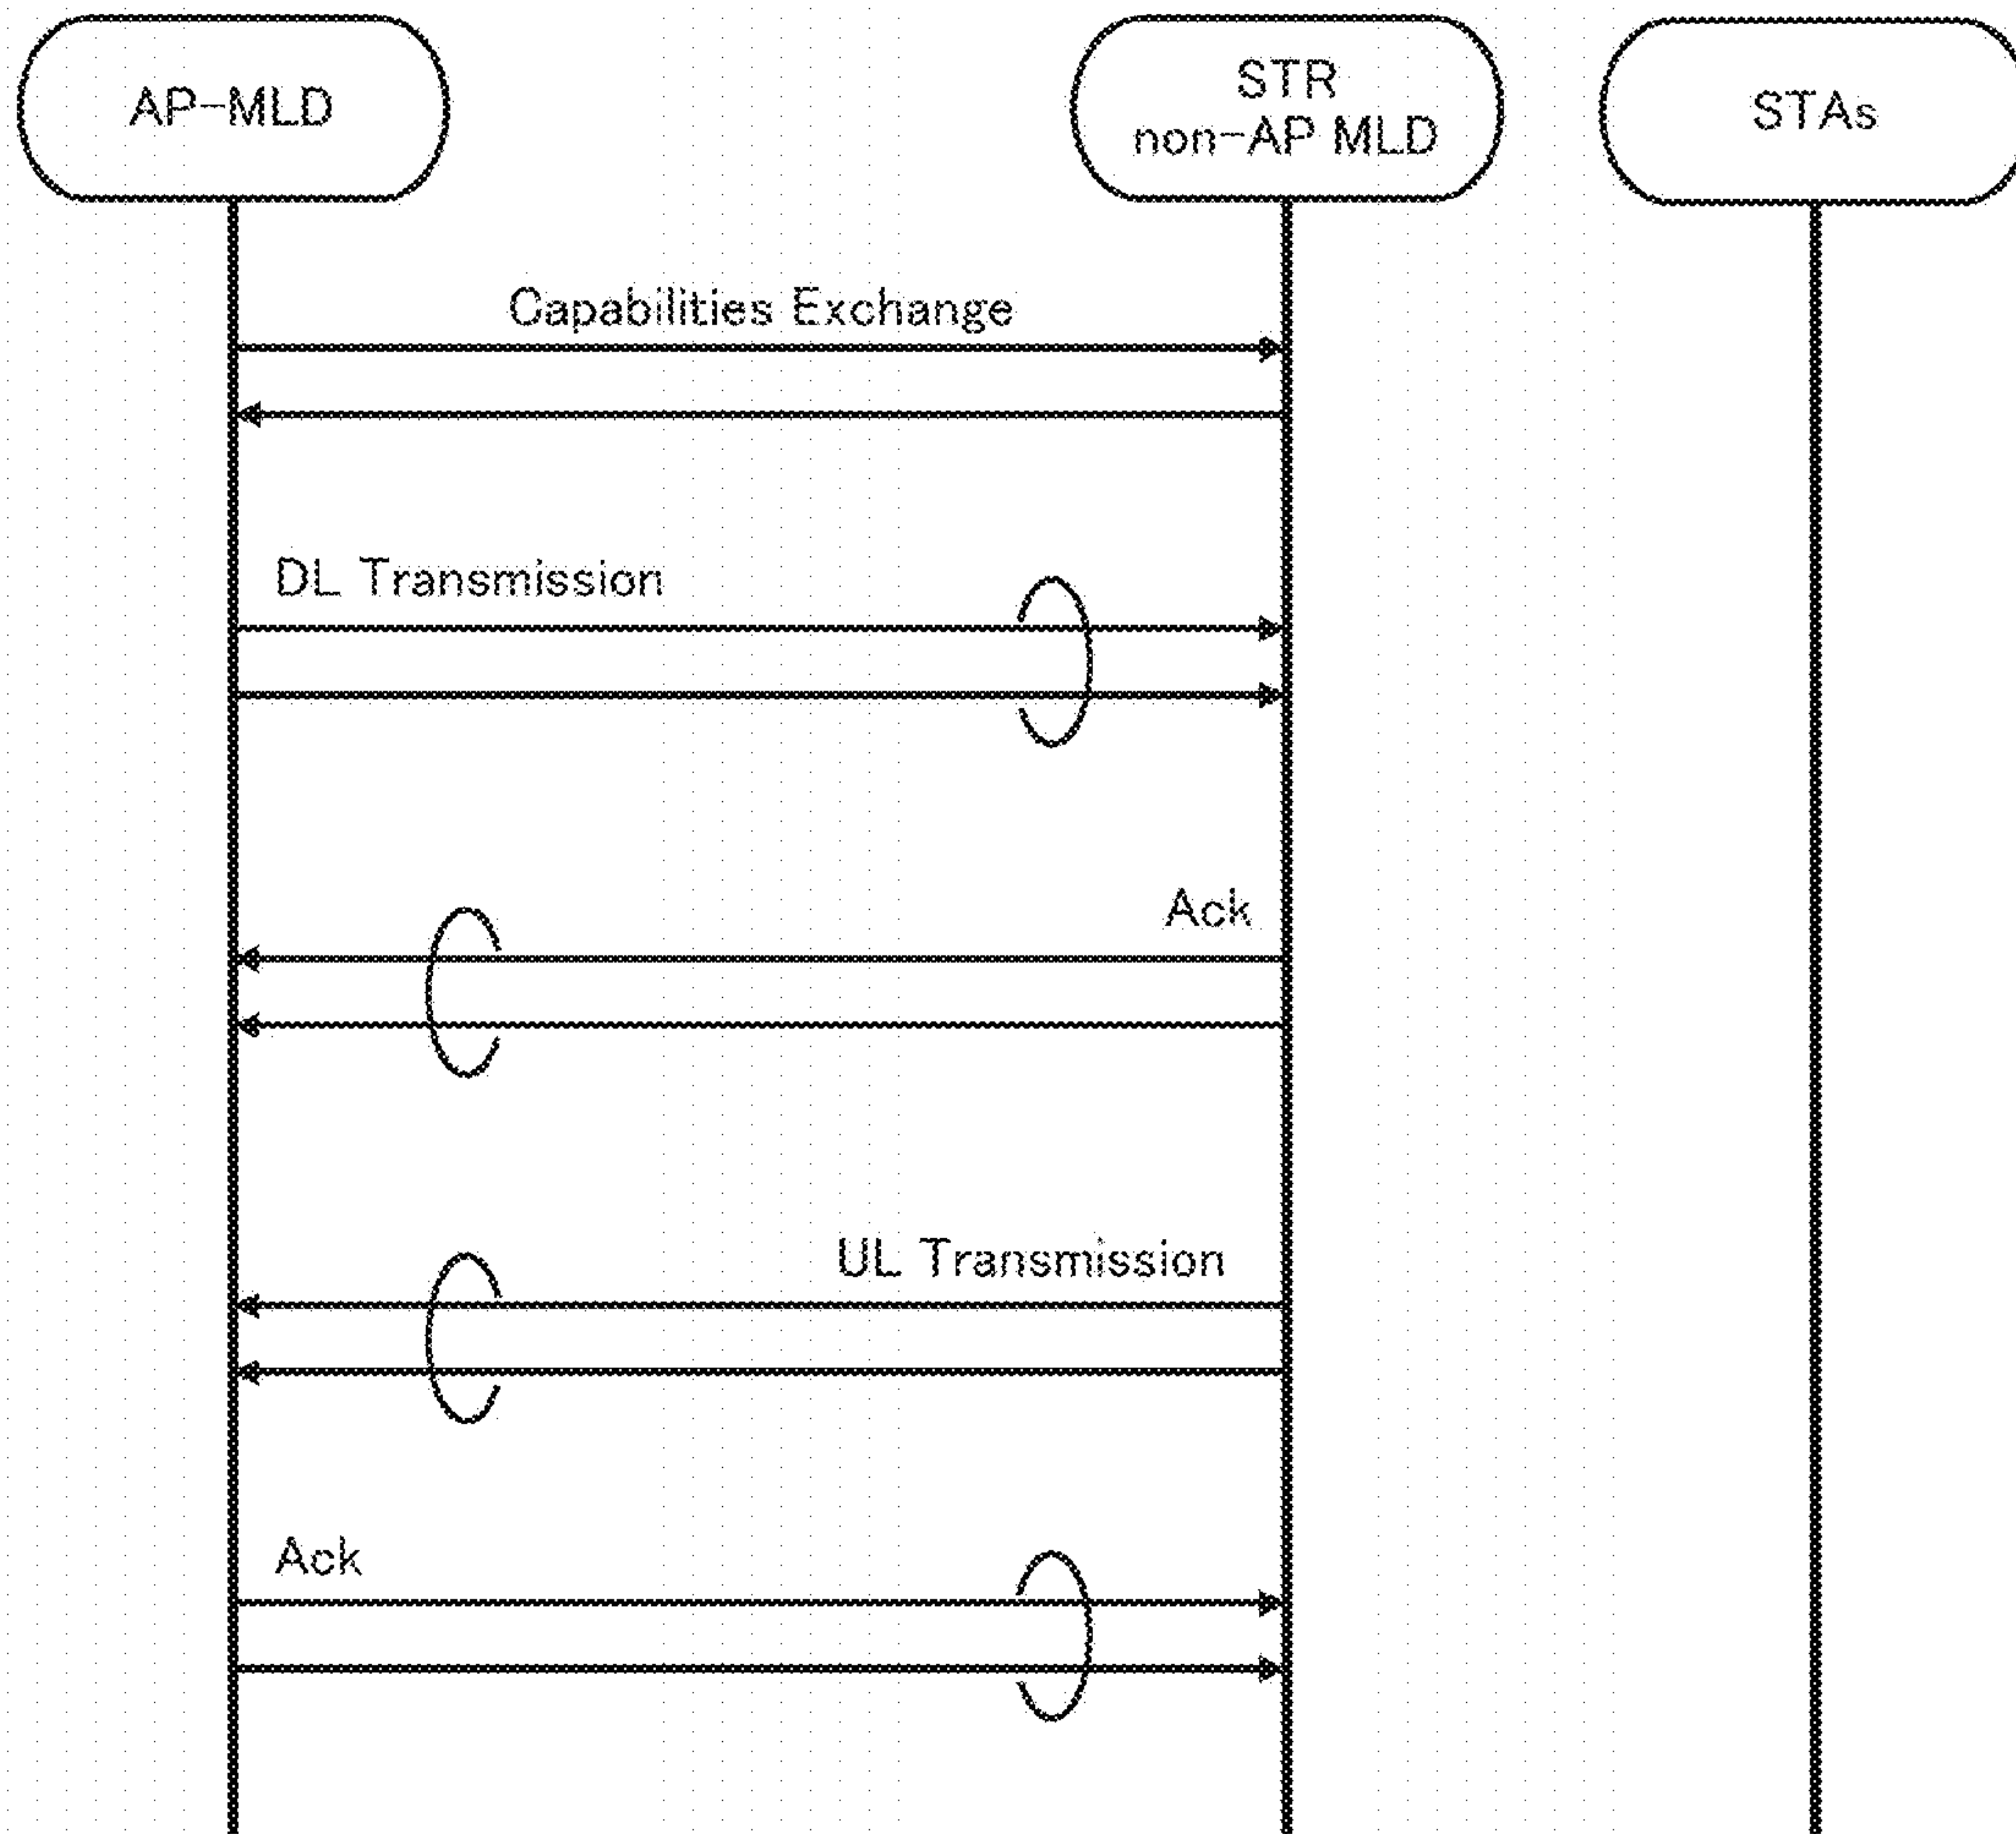 AP-MLD
STR
non-AP MLD
STAs
Capabilities Exchange
DL Transmission
Ack
UL Transmission
Ack